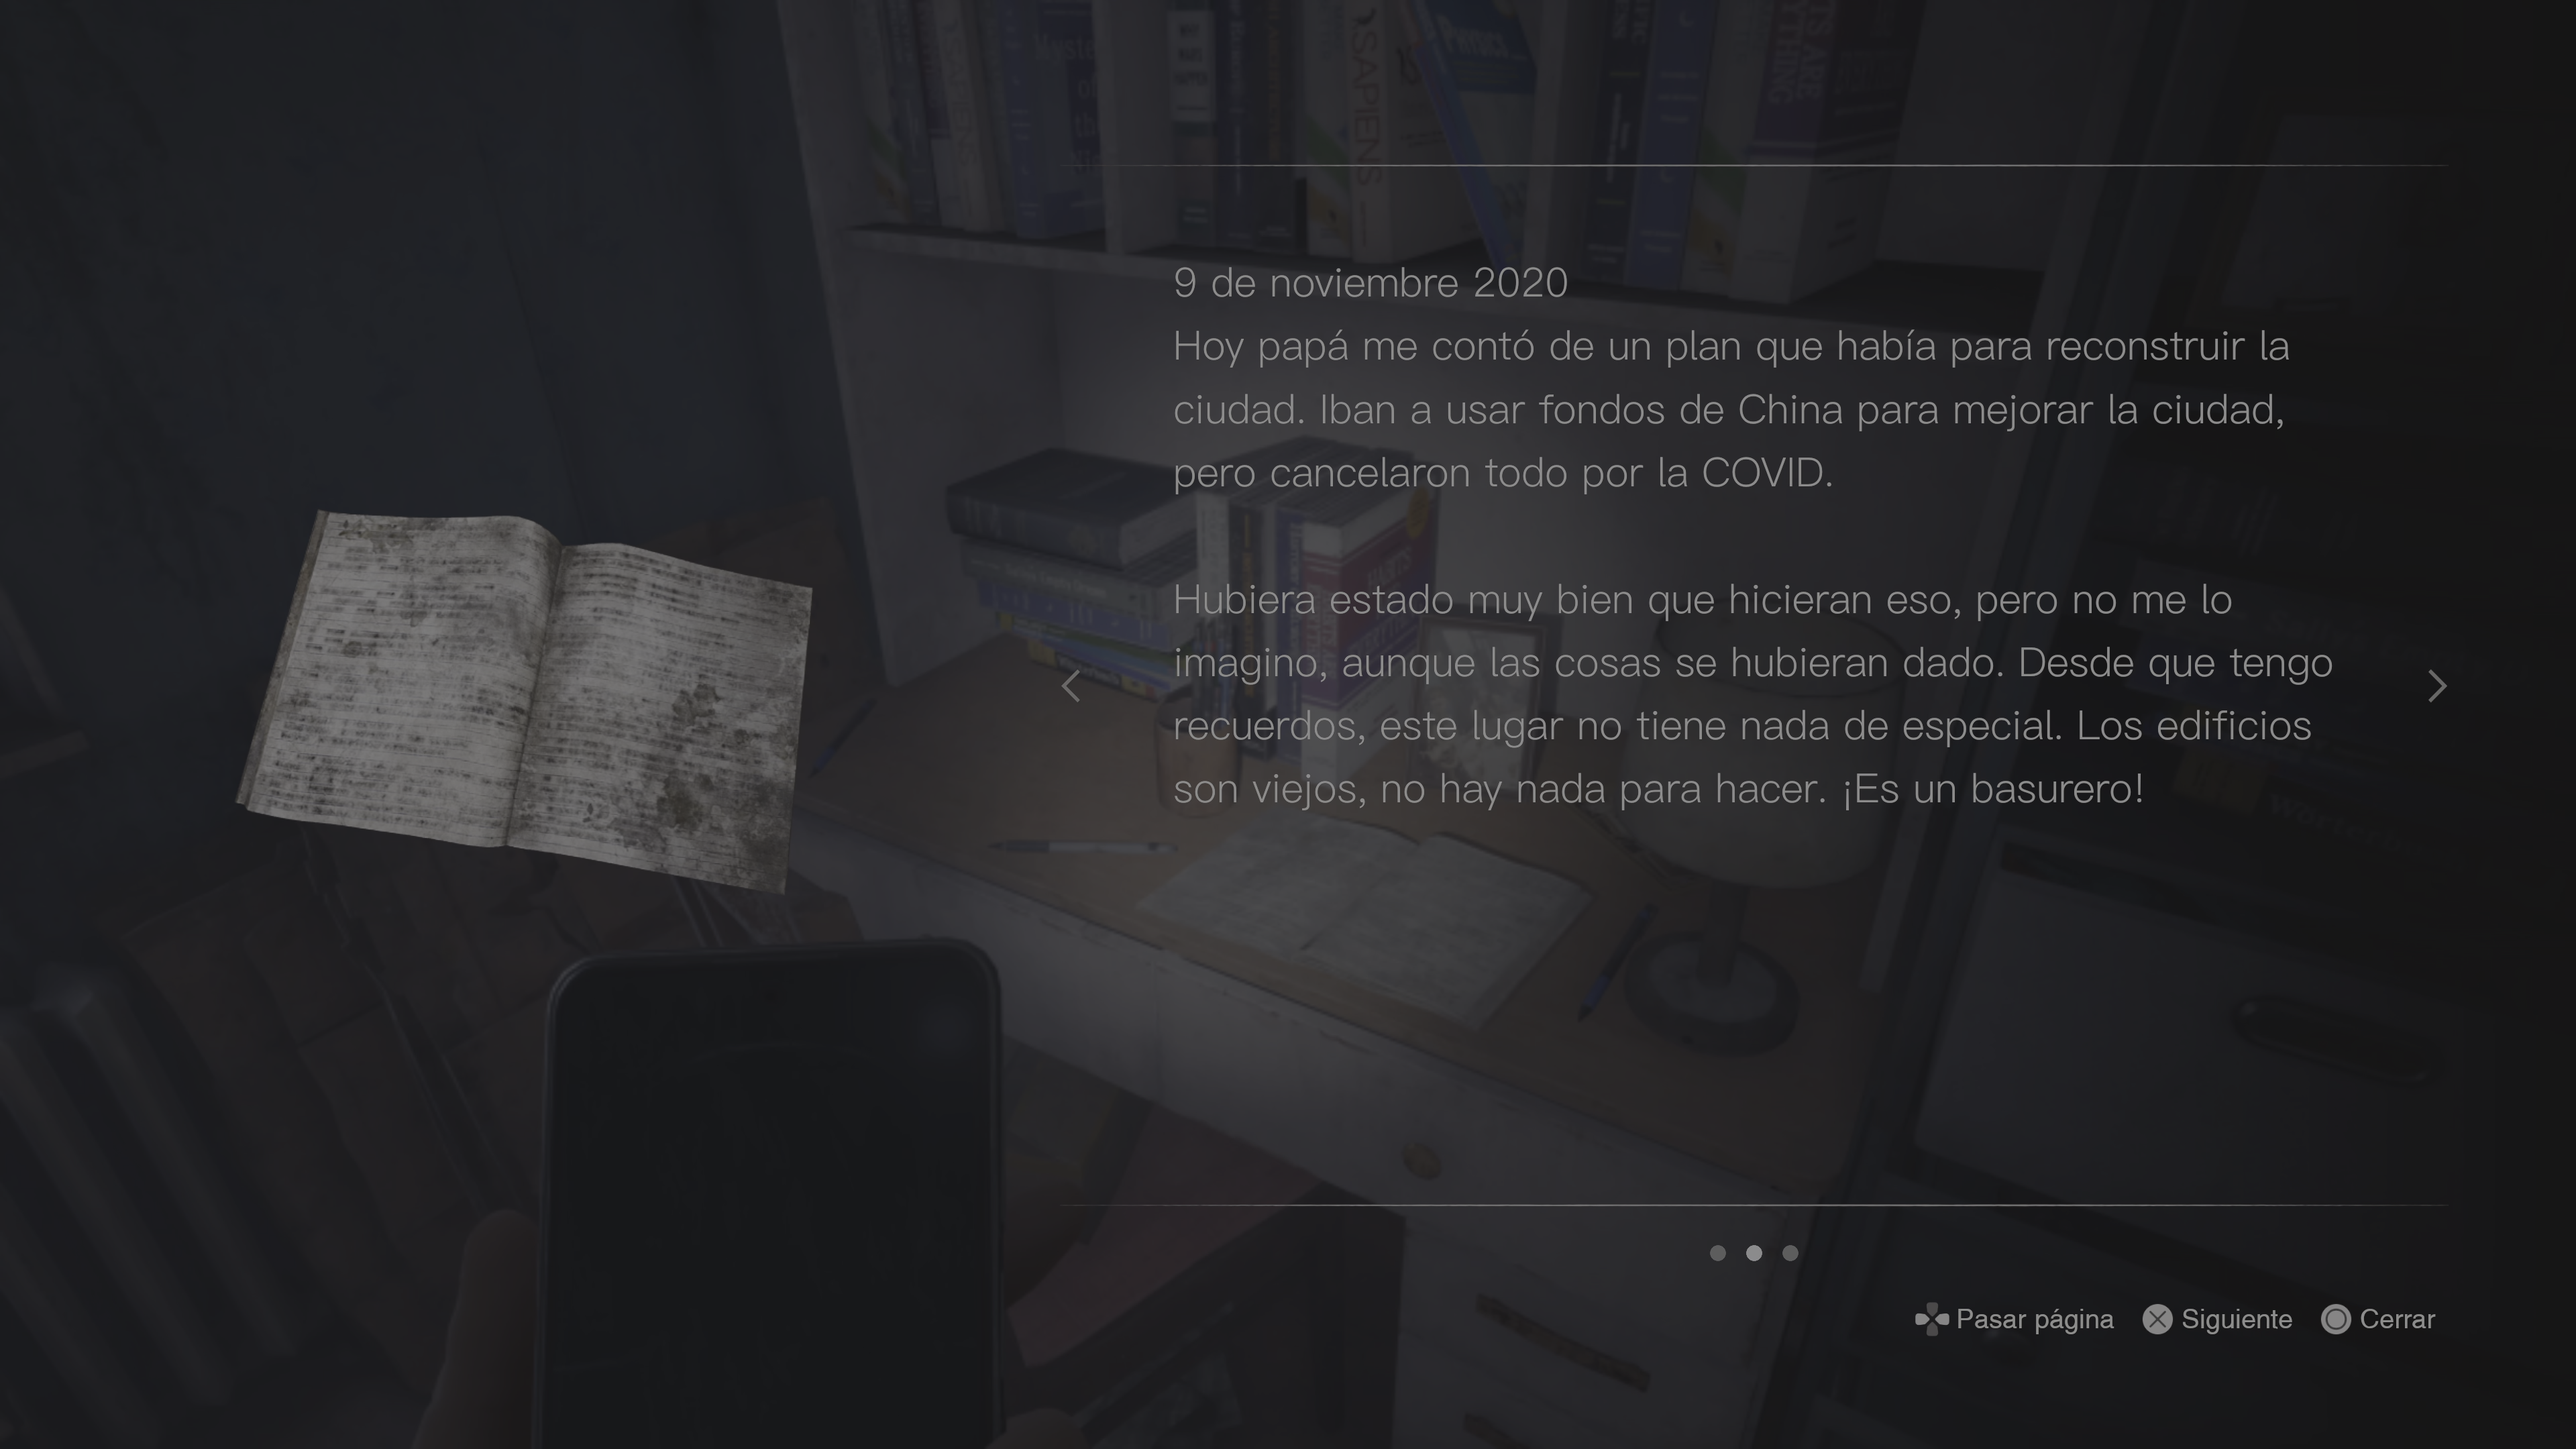 SAPIENS
9 de noviembre 2020
Hoy papá me contó de un plan que había para reconstruir la
ciudad. Iban a usar fondos de China para mejorar la ciudad,
pero cancelaron todo por la COVID.
Hubiera estado muy bien que hicieran eso, pero no me lo
imagino, aunque las cosas se hubieran dado. Desde que tengo
recuerdos, este lugar no tiene nada de especial. Los edificios
son viejos, no hay nada para hacer. ¡Es un basurero!
Pasar página Siguiente Cerrar